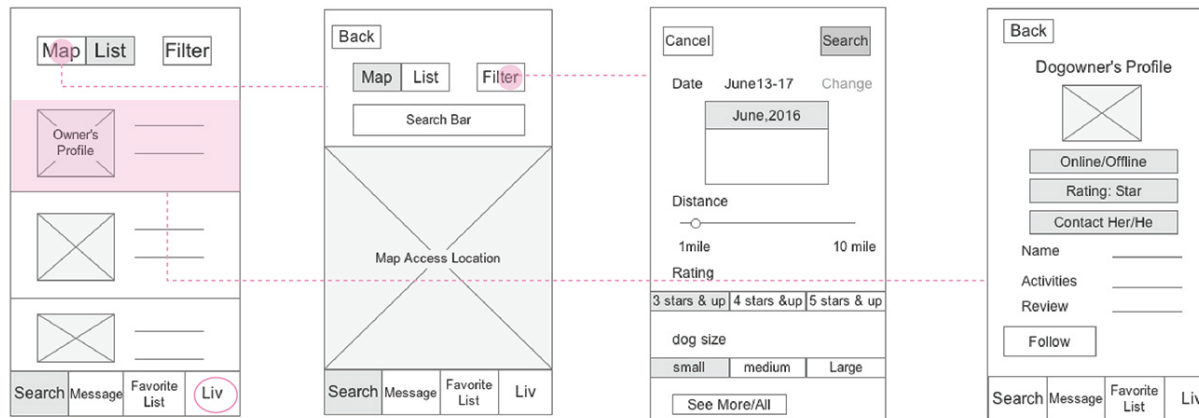 Map List Filter
Owner's
Profile
Search Message Favorite
List Liv
Back
Map List Filter
Search Bar
Map Access Location
Search Message Favorite
List Liv
Cancel Search
Date June13-17 Change
June,2016
Distance
1mile 10 mile
Rating
3 stars & up 4 stars &up 5 stars & up
dog size
small medium Large
See More/All
Back
Dogowner's Profile
Online/Offline
Rating: Star
Contact Her/He
Name
Activities
Review
Follow
Search Message Favorite
List Liv